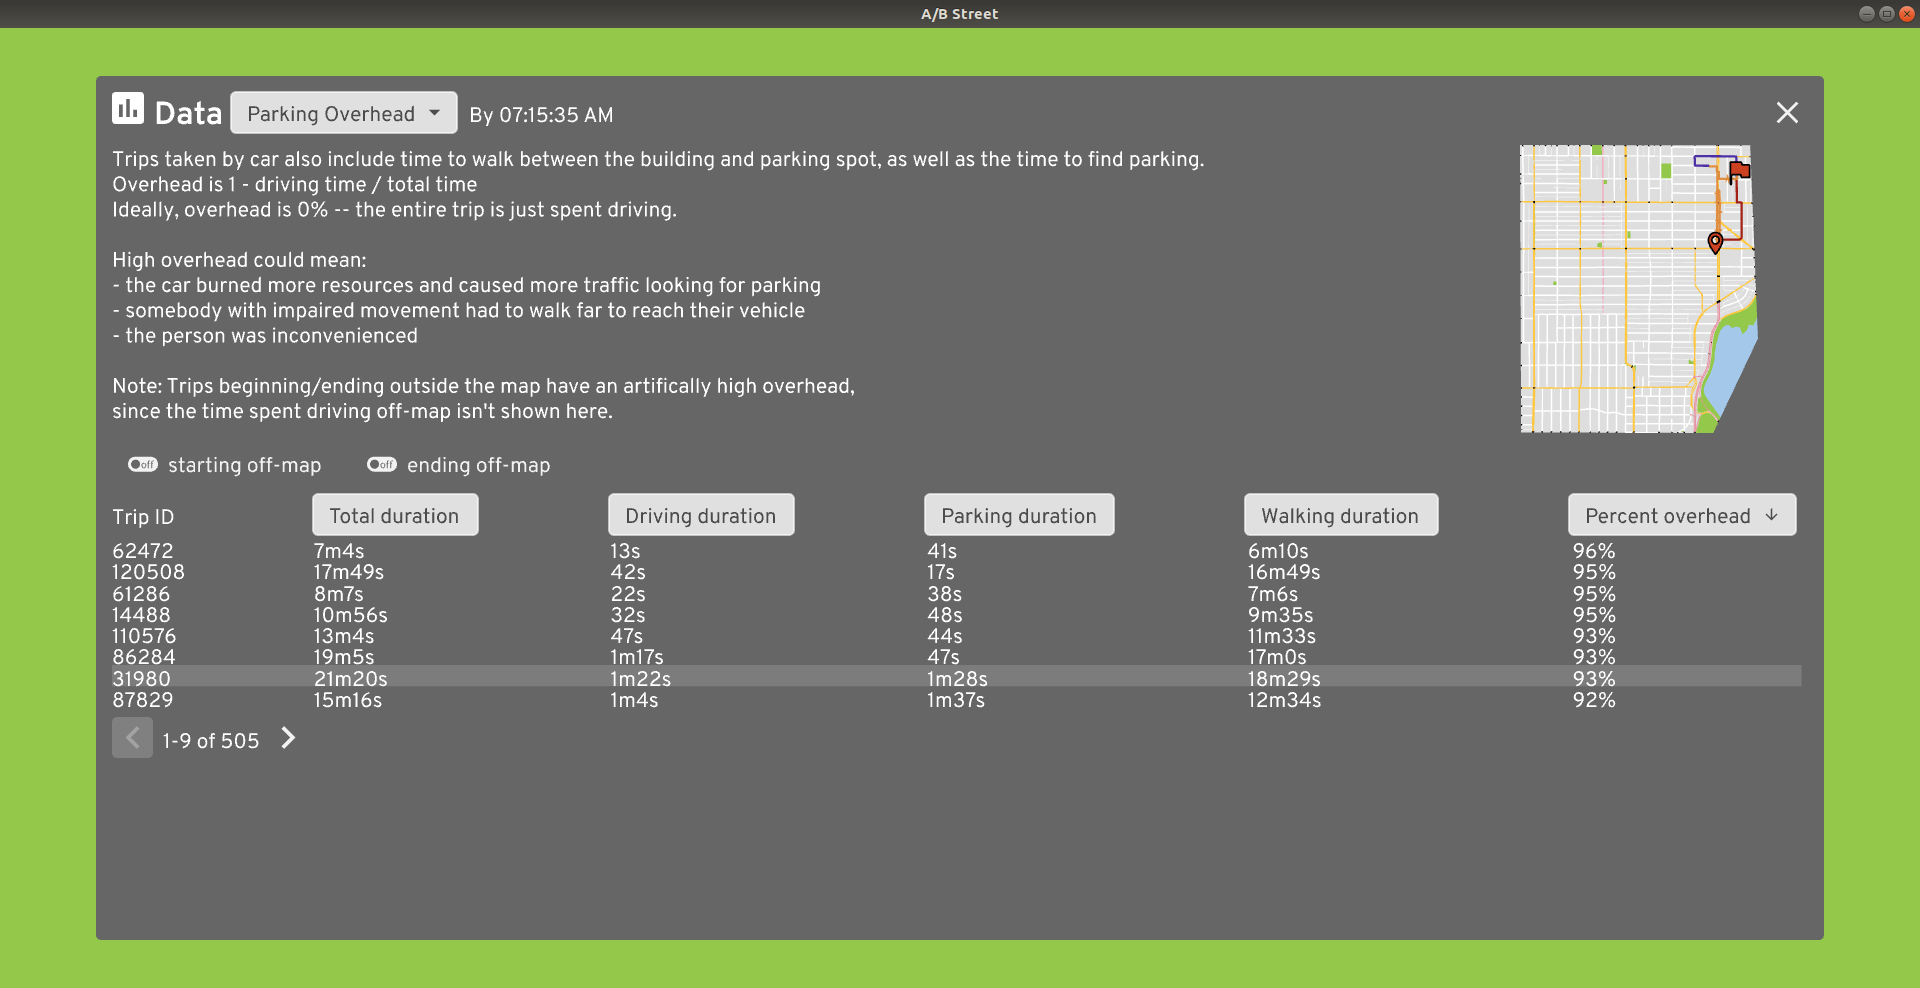 A/B Street
Data Parking Overhead By 07:15:35 AM
Trips taken by car also include time to walk between the building and parking spot, as well as the time to find parking.
Overhead is 1 - driving time / total time
Ideally, overhead is 0% -- the entire trip is just spent driving.
High overhead could mean:
- the car burned more resources and caused more traffic looking for parking
- somebody with impaired movement had to walk far to reach their vehicle
- the person was inconvenienced
Note: Trips beginning/ending outside the map have an artifically high overhead,
since the time spent driving off-map isn't shown here.
off starting off-map off ending off-map
Trip ID Total duration Driving duration Parking duration Walking duration Percent overhead ↓
62472 7m4s 13s 41s 6m10s 96%
120508 17m49s 42s 17s 16m49s 95%
61286 8m7s 22s 38s 7m6s 95%
14488 10m56s 32s 48s 9m35s 95%
110576 13m4s 47s 44s 11m33s 93%
86284 19m5s 1m17s 47s 17m0s 93%
31980 21m20s 1m22s 1m28s 18m29s 93%
87829 15m16s 1m4s 1m37s 12m34s 92%
1-9 of 505